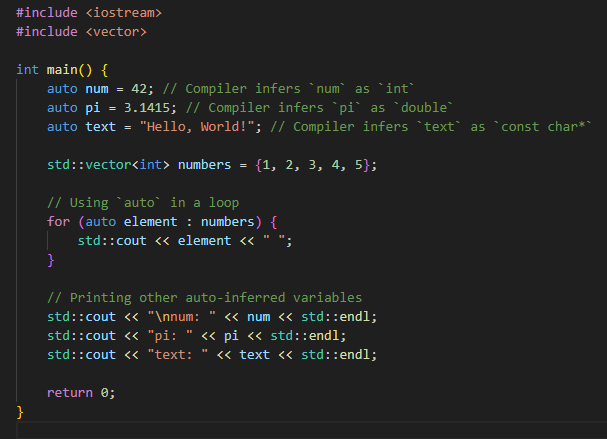 #include <iostream>
#include <vector>

int main() {
    auto num = 42; // Compiler infers `num` as `int`
    auto pi = 3.1415; // Compiler infers `pi` as `double`
    auto text = "Hello, World!"; // Compiler infers `text` as `const char*`

    std::vector<int> numbers = {1, 2, 3, 4, 5};

    // Using `auto` in a loop
    for (auto element : numbers) {
        std::cout << element << " ";
    }

    // Printing other auto-inferred variables
    std::cout << "\nnum: " << num << std::endl;
    std::cout << "pi: " << pi << std::endl;
    std::cout << "text: " << text << std::endl;

    return 0;
}